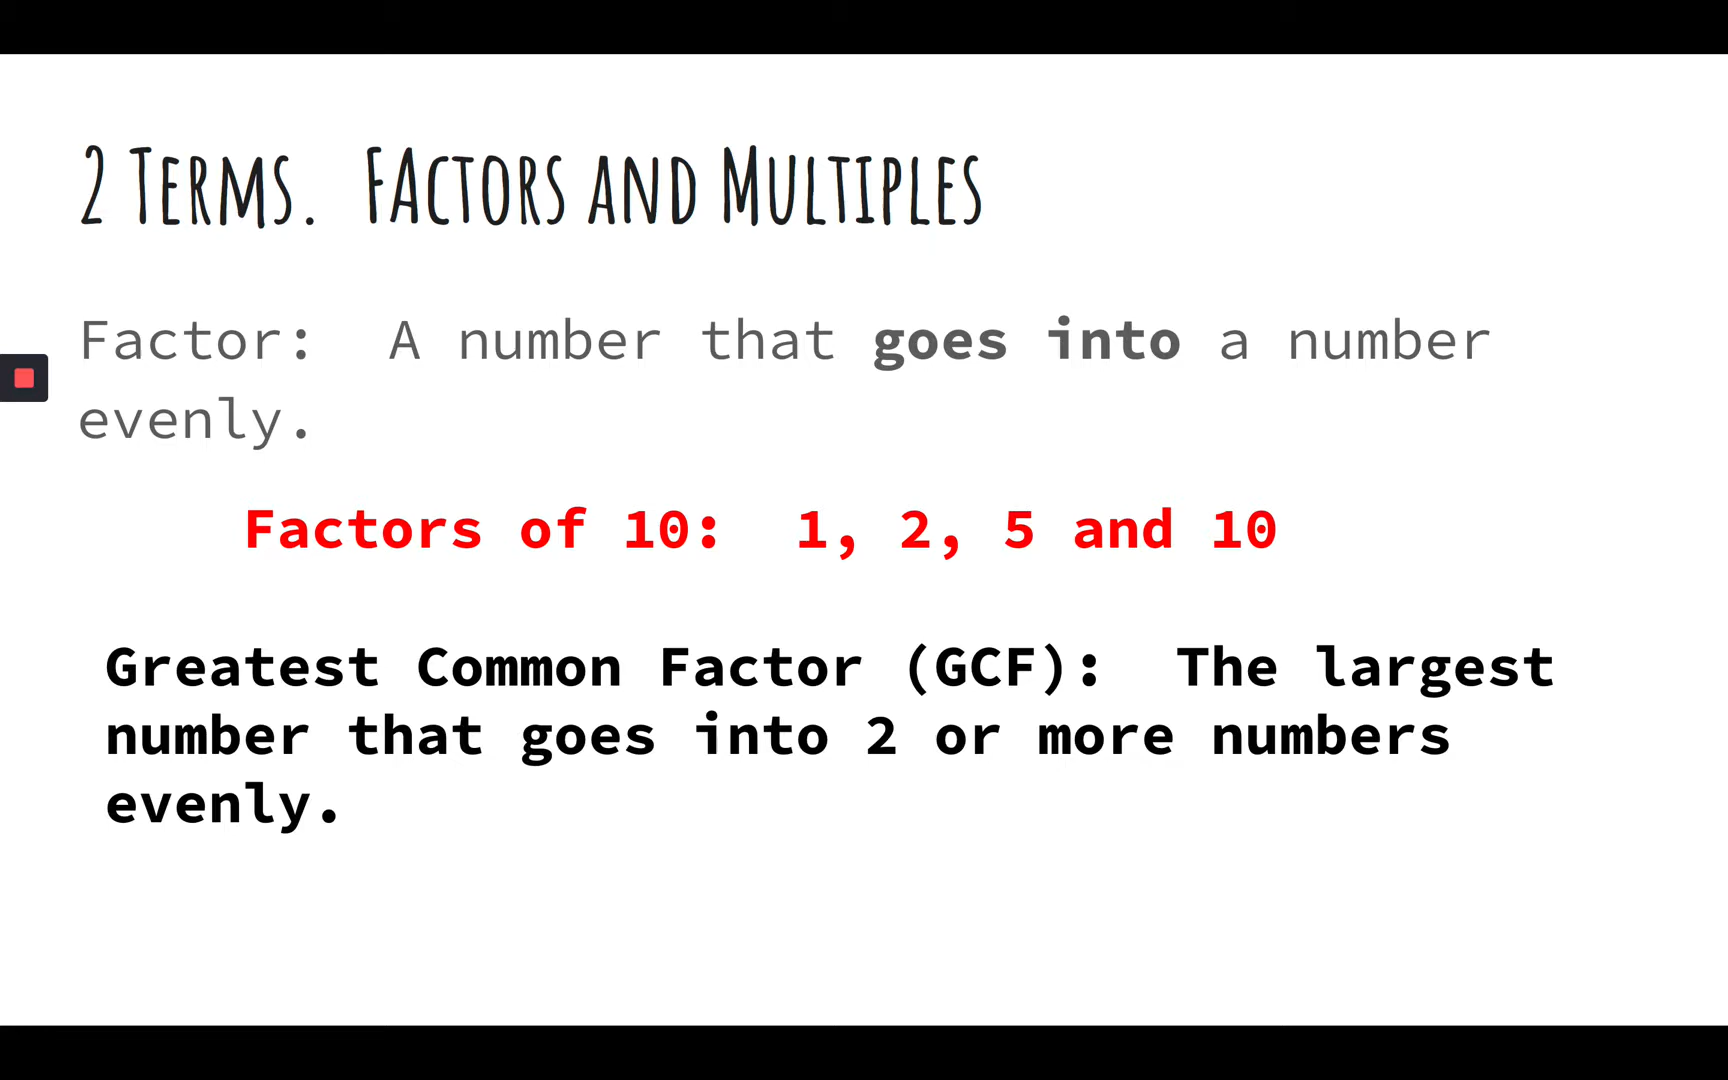 2 Terms.  FActors and Multiples
Factor:  A number that goes into a number
evenly.
Factors of 10:  1, 2, 5 and 10
Greatest Common Factor (GCF):  The largest
number that goes into 2 or more numbers
evenly.